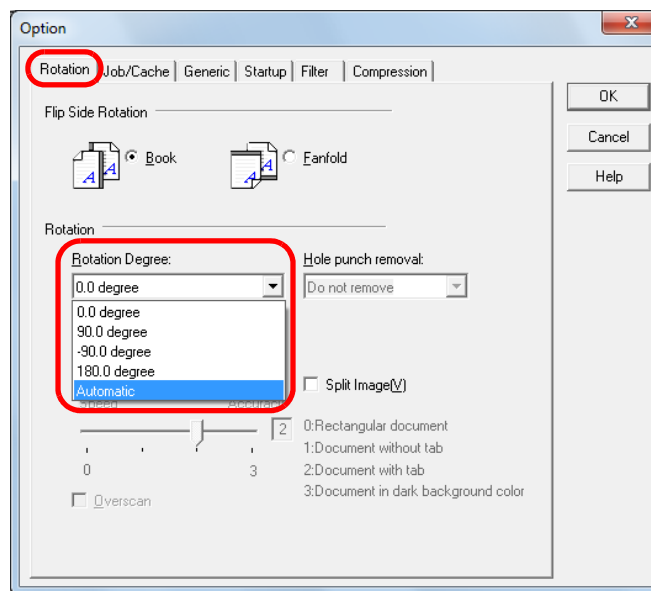 Option
Rotation Job/Cache Generic Startup Filter Compression
OK
Cancel
Help
Flip Side Rotation
A A Book
A A Fanfold
Rotation
Rotation Degree:
Hole punch removal:
0.0 degree
Do not remove
0.0 degree
90.0 degree
-90.0 degree
180.0 degree
Automatic
Split Image(V)
Speed Accuracy
2
0:Rectangular document
1:Document without tab
2:Document with tab
3:Document in dark background color
0 3
Overscan